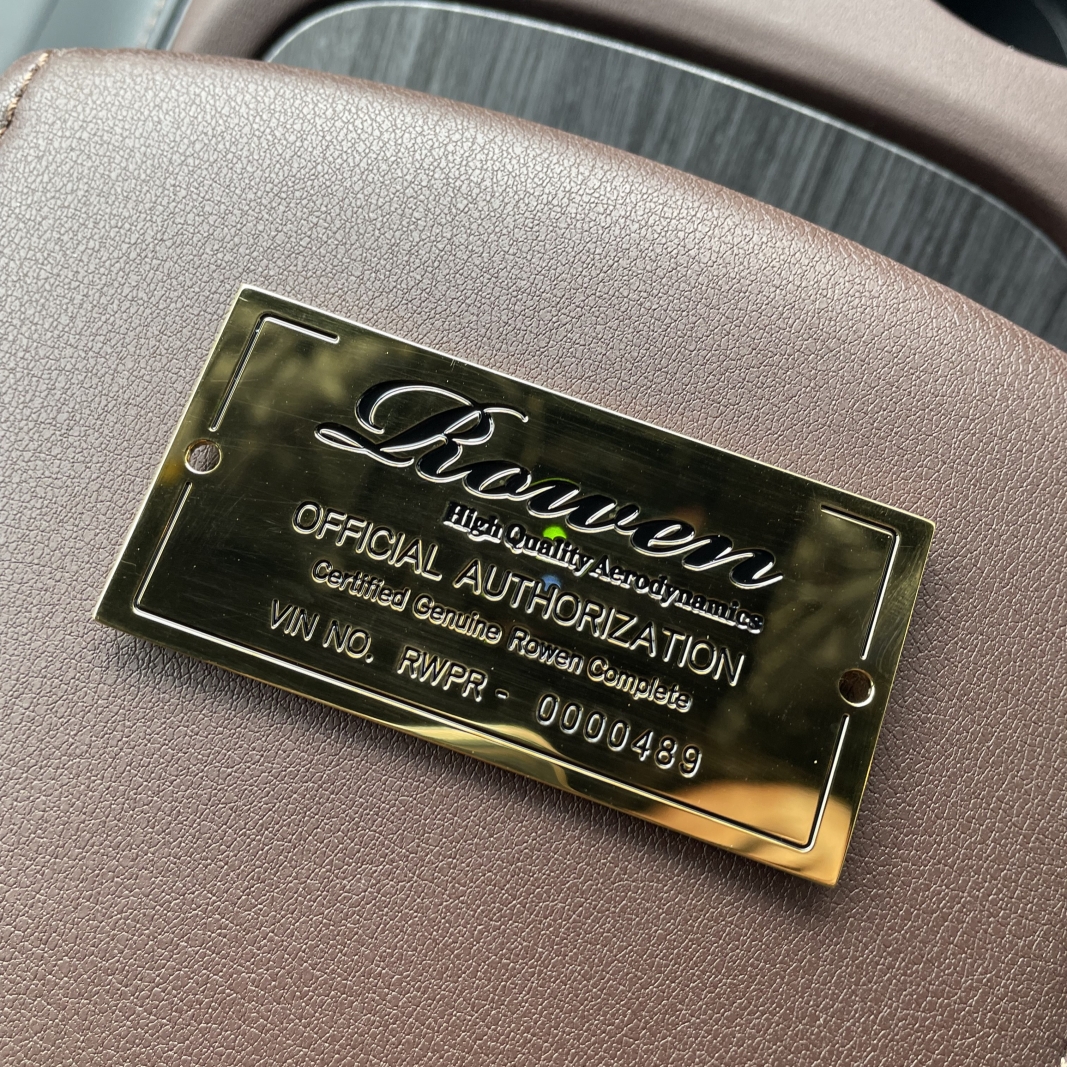 Rowen
High Quality Aerodynamics
OFFICIAL AUTHORIZATION
Certified Genuine Rowen Complete
VIN NO. RWPR - 0000489